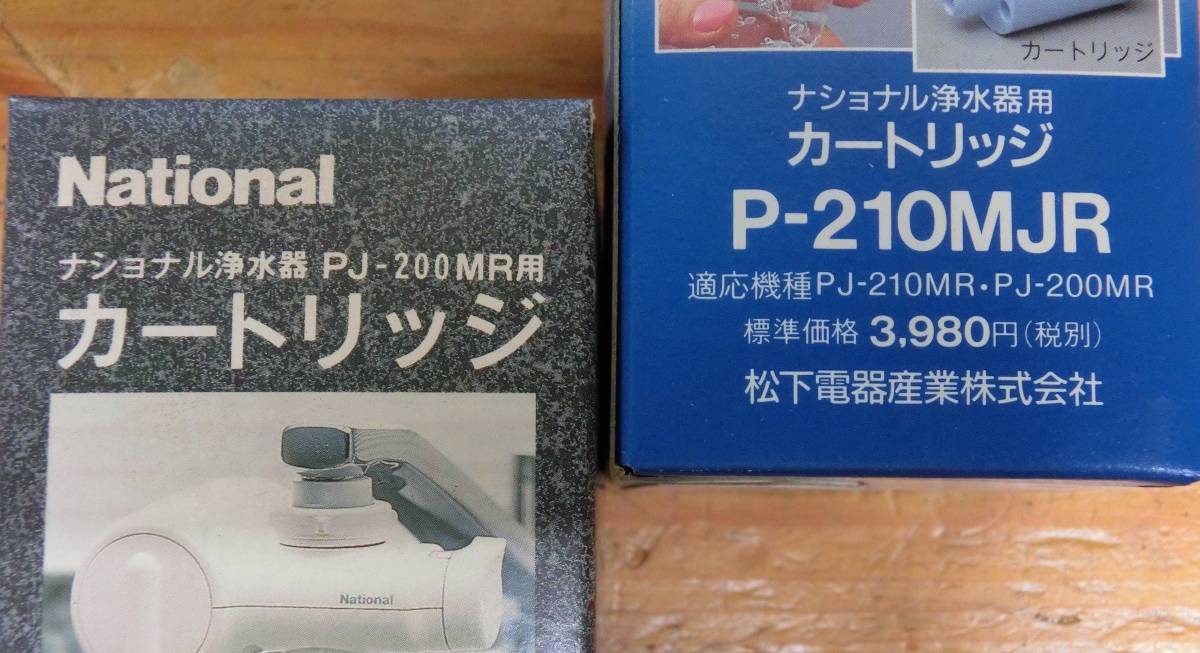 National
ナショナル浄水器 PJ-200MR用
カートリッジ
National
カートリッジ
ナショナル浄水器用
カートリッジ
P-210MJR
適応機種PJ-210MR・PJ-200MR
標準価格 3,980円(税別)
松下電器産業株式会社